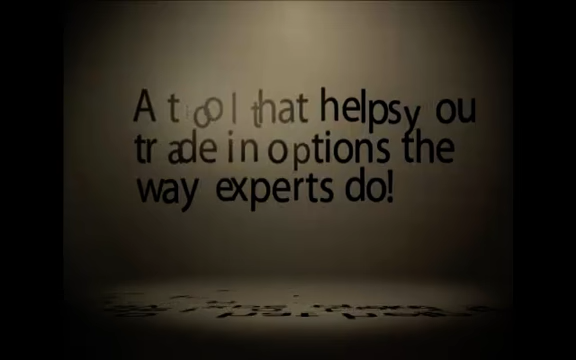 A tool that helps you
trade in options the
way experts do!